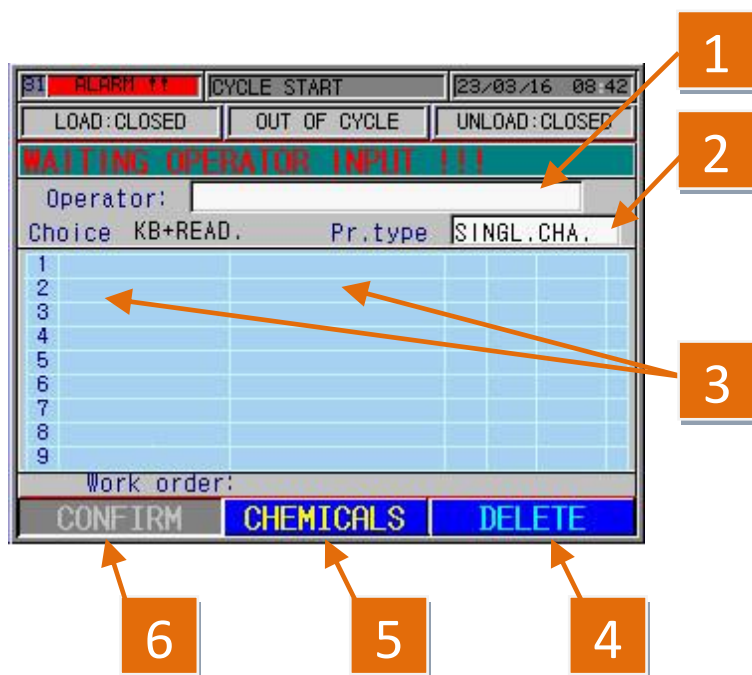 1
81 ALARM !! CYCLE START 23/03/16 08:42
LOAD:CLOSED OUT OF CYCLE UNLOAD:CLOSED
2
WAITING OPERATOR INPUT !!!
Operator:
Choice KB+READ. Pr.type SINGL.CHA.
1
2
3
4
5
6
7
8
9
3
Work order:
CONFIRM CHEMICALS DELETE
6 5 4